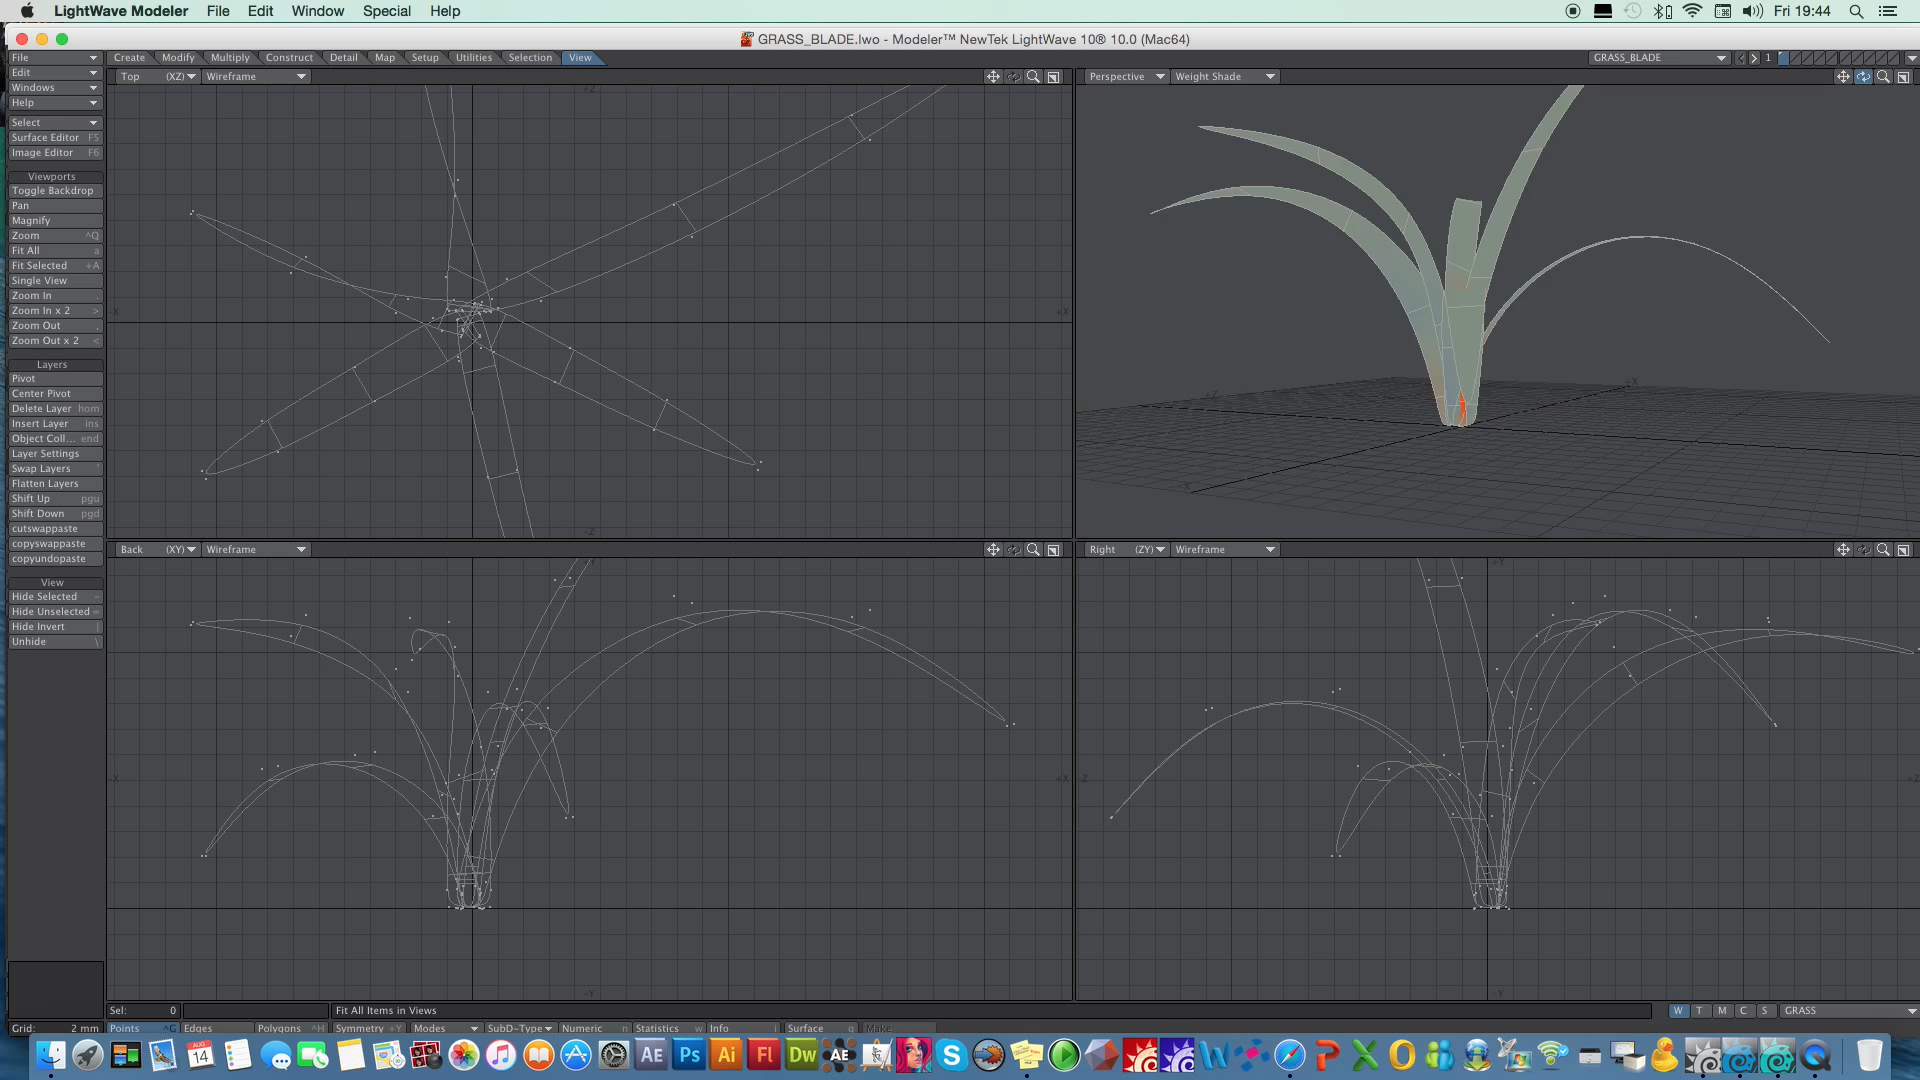 LightWave Modeler File Edit Window Special Help Fri 19:44
GRASS_BLADE.lwo - Modeler™ NewTek LightWave 10® 10.0 (Mac64)
File Create Modify Multiply Construct Detail Map Setup Utilities Selection View GRASS_BLADE 1
Edit
Windows
Help
Select
Surface Editor F5
Image Editor F6
Viewports
Toggle Backdrop
Pan
Magnify
Zoom ^Q
Fit All a
Fit Selected +A
Single View
Zoom In .
Zoom In x 2 >
Zoom Out ,
Zoom Out x 2 <
Layers
Pivot
Center Pivot
Delete Layer hom
Insert Layer ins
Object Coll... end
Layer Settings
Swap Layers '
Flatten Layers
Shift Up pgu
Shift Down pgd
cutswappaste
copyswappaste
copyundopaste
View
Hide Selected -
Hide Unselected =
Hide Invert |
Unhide \
Top (XZ) Wireframe
Perspective Weight Shade
Back (XY) Wireframe
Right (ZY) Wireframe
Sel: 0 Fit All Items in Views W T M C S GRASS
Grid: 2 mm Points ^G Edges Polygons ^H Symmetry +Y Modes SubD-Type Numeric n Statistics w Info i Surface q Make
AUG
14
AE Ps Ai Fl Dw AE